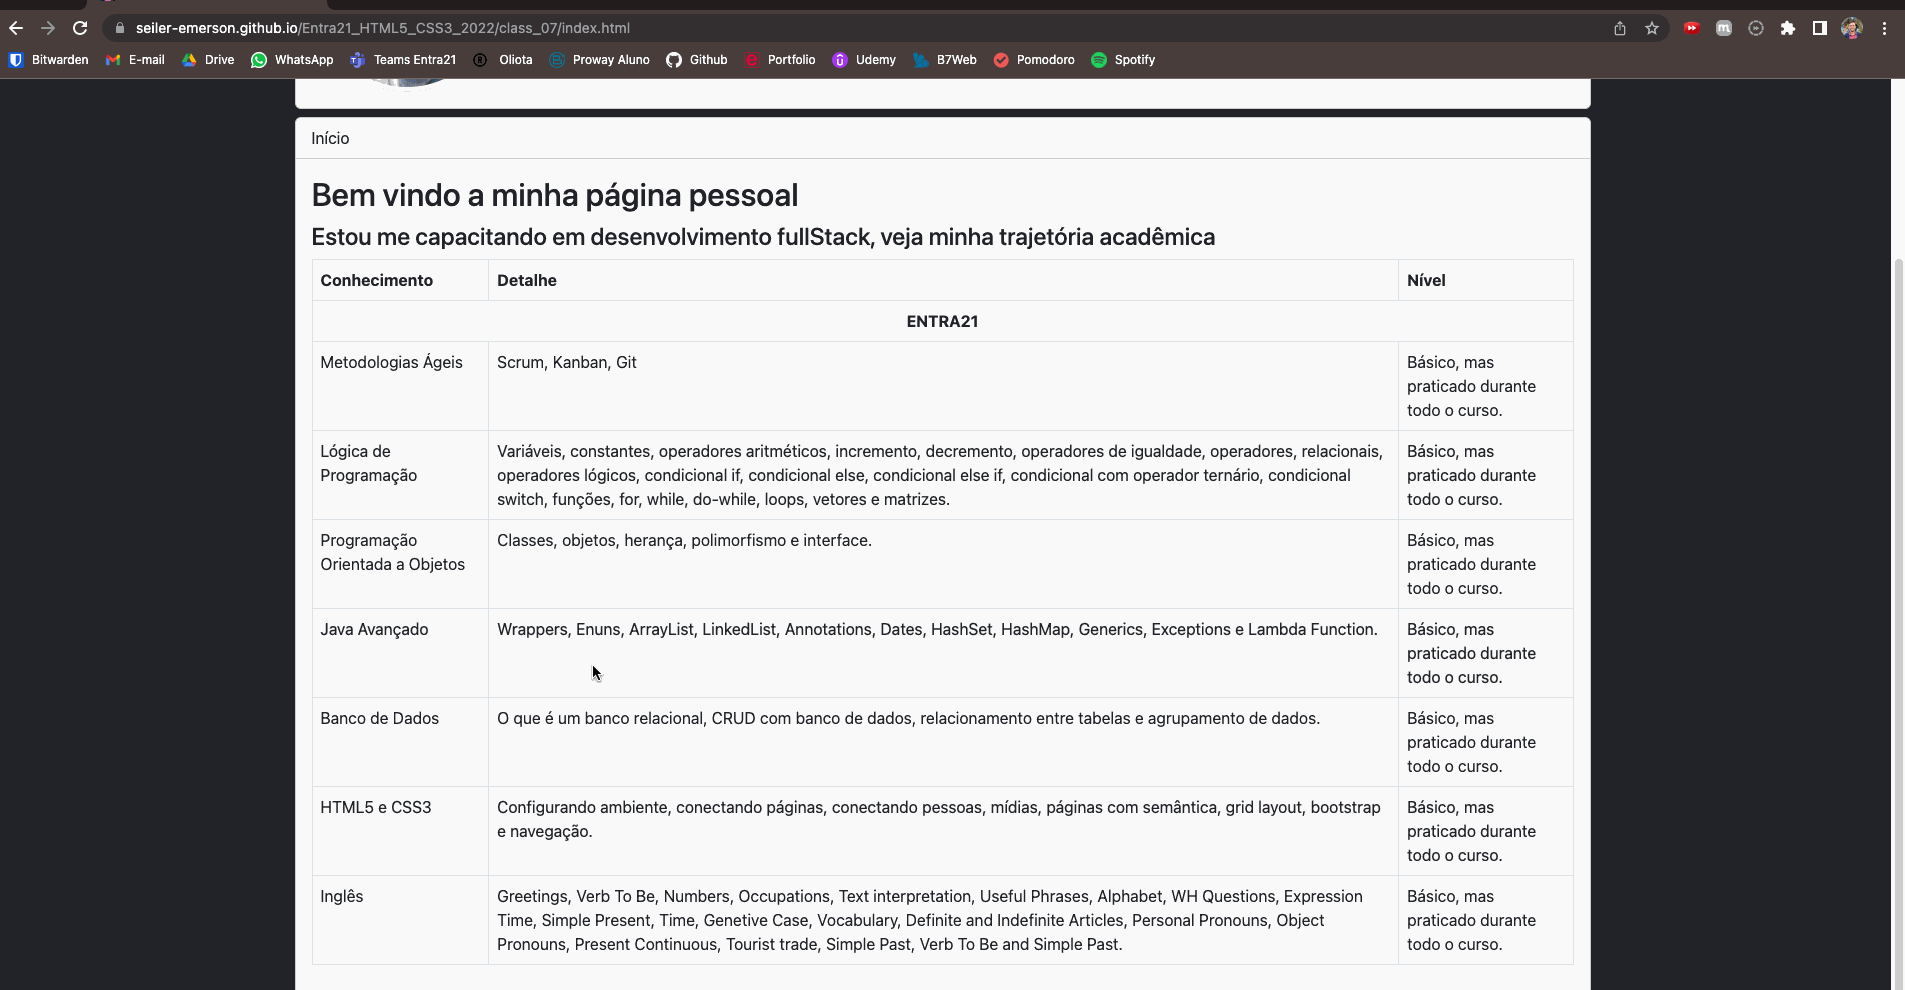 seiler-emerson.github.io/Entra21_HTML5_CSS3_2022/class_07/index.html
Bitwarden E-mail Drive WhatsApp Teams Entra21 Oliota Proway Aluno Github Portfolio Udemy B7Web Pomodoro Spotify
Início
Bem vindo a minha página pessoal
Estou me capacitando em desenvolvimento fullStack, veja minha trajetória acadêmica
Conhecimento Detalhe Nível
ENTRA21
Metodologias Ágeis Scrum, Kanban, Git Básico, mas
praticado durante
todo o curso.
Lógica de Variáveis, constantes, operadores aritméticos, incremento, decremento, operadores de igualdade, operadores, relacionais, Básico, mas
Programação operadores lógicos, condicional if, condicional else, condicional else if, condicional com operador ternário, condicional praticado durante
switch, funções, for, while, do-while, loops, vetores e matrizes. todo o curso.
Programação Classes, objetos, herança, polimorfismo e interface. Básico, mas
Orientada a Objetos praticado durante
todo o curso.
Java Avançado Wrappers, Enuns, ArrayList, LinkedList, Annotations, Dates, HashSet, HashMap, Generics, Exceptions e Lambda Function. Básico, mas
praticado durante
todo o curso.
Banco de Dados O que é um banco relacional, CRUD com banco de dados, relacionamento entre tabelas e agrupamento de dados. Básico, mas
praticado durante
todo o curso.
HTML5 e CSS3 Configurando ambiente, conectando páginas, conectando pessoas, mídias, páginas com semântica, grid layout, bootstrap Básico, mas
e navegação. praticado durante
todo o curso.
Inglês Greetings, Verb To Be, Numbers, Occupations, Text interpretation, Useful Phrases, Alphabet, WH Questions, Expression Básico, mas
Time, Simple Present, Time, Genetive Case, Vocabulary, Definite and Indefinite Articles, Personal Pronouns, Object praticado durante
Pronouns, Present Continuous, Tourist trade, Simple Past, Verb To Be and Simple Past. todo o curso.